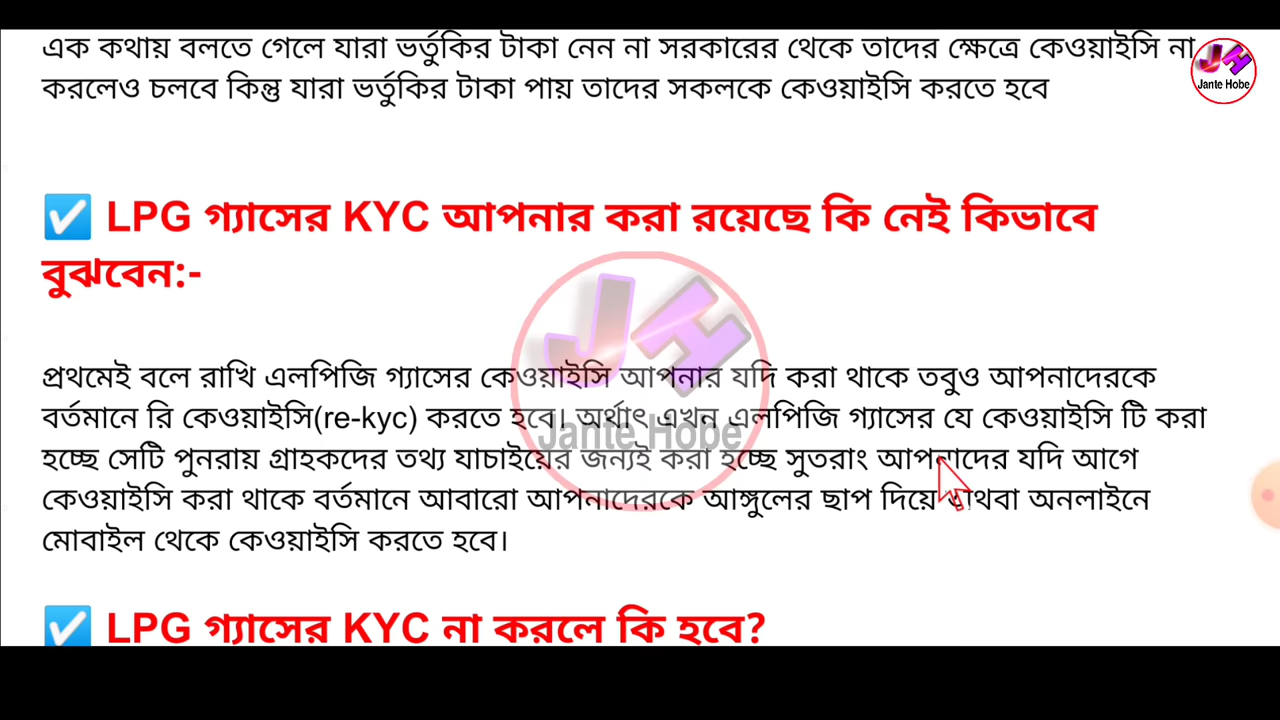 এক কথায় বলতে গেলে যারা ভর্তুকির টাকা নেন না সরকারের থেকে তাদের ক্ষেত্রে কেওয়াইসি না
করলেও চলবে কিন্তু যারা ভর্তুকির টাকা পায় তাদের সকলকে কেওয়াইসি করতে হবে
JH
Jante Hobe
☑ LPG গ্যাসের KYC আপনার করা রয়েছে কি নেই কিভাবে
বুঝবেন:-
প্রথমেই বলে রাখি এলপিজি গ্যাসের কেওয়াইসি আপনার যদি করা থাকে তবুও আপনাদেরকে
বর্তমানে রি কেওয়াইসি(re-kyc) করতে হবে। অর্থাৎ এখন এলপিজি গ্যাসের যে কেওয়াইসি টি করা
হচ্ছে সেটি পুনরায় গ্রাহকদের তথ্য যাচাইয়ের জন্যই করা হচ্ছে সুতরাং আপনাদের যদি আগে
কেওয়াইসি করা থাকে বর্তমানে আবারো আপনাদেরকে আঙ্গুলের ছাপ দিয়ে অথবা অনলাইনে
মোবাইল থেকে কেওয়াইসি করতে হবে।
JH
Jante Hobe
☑ LPG গ্যাসের KYC না করলে কি হবে?